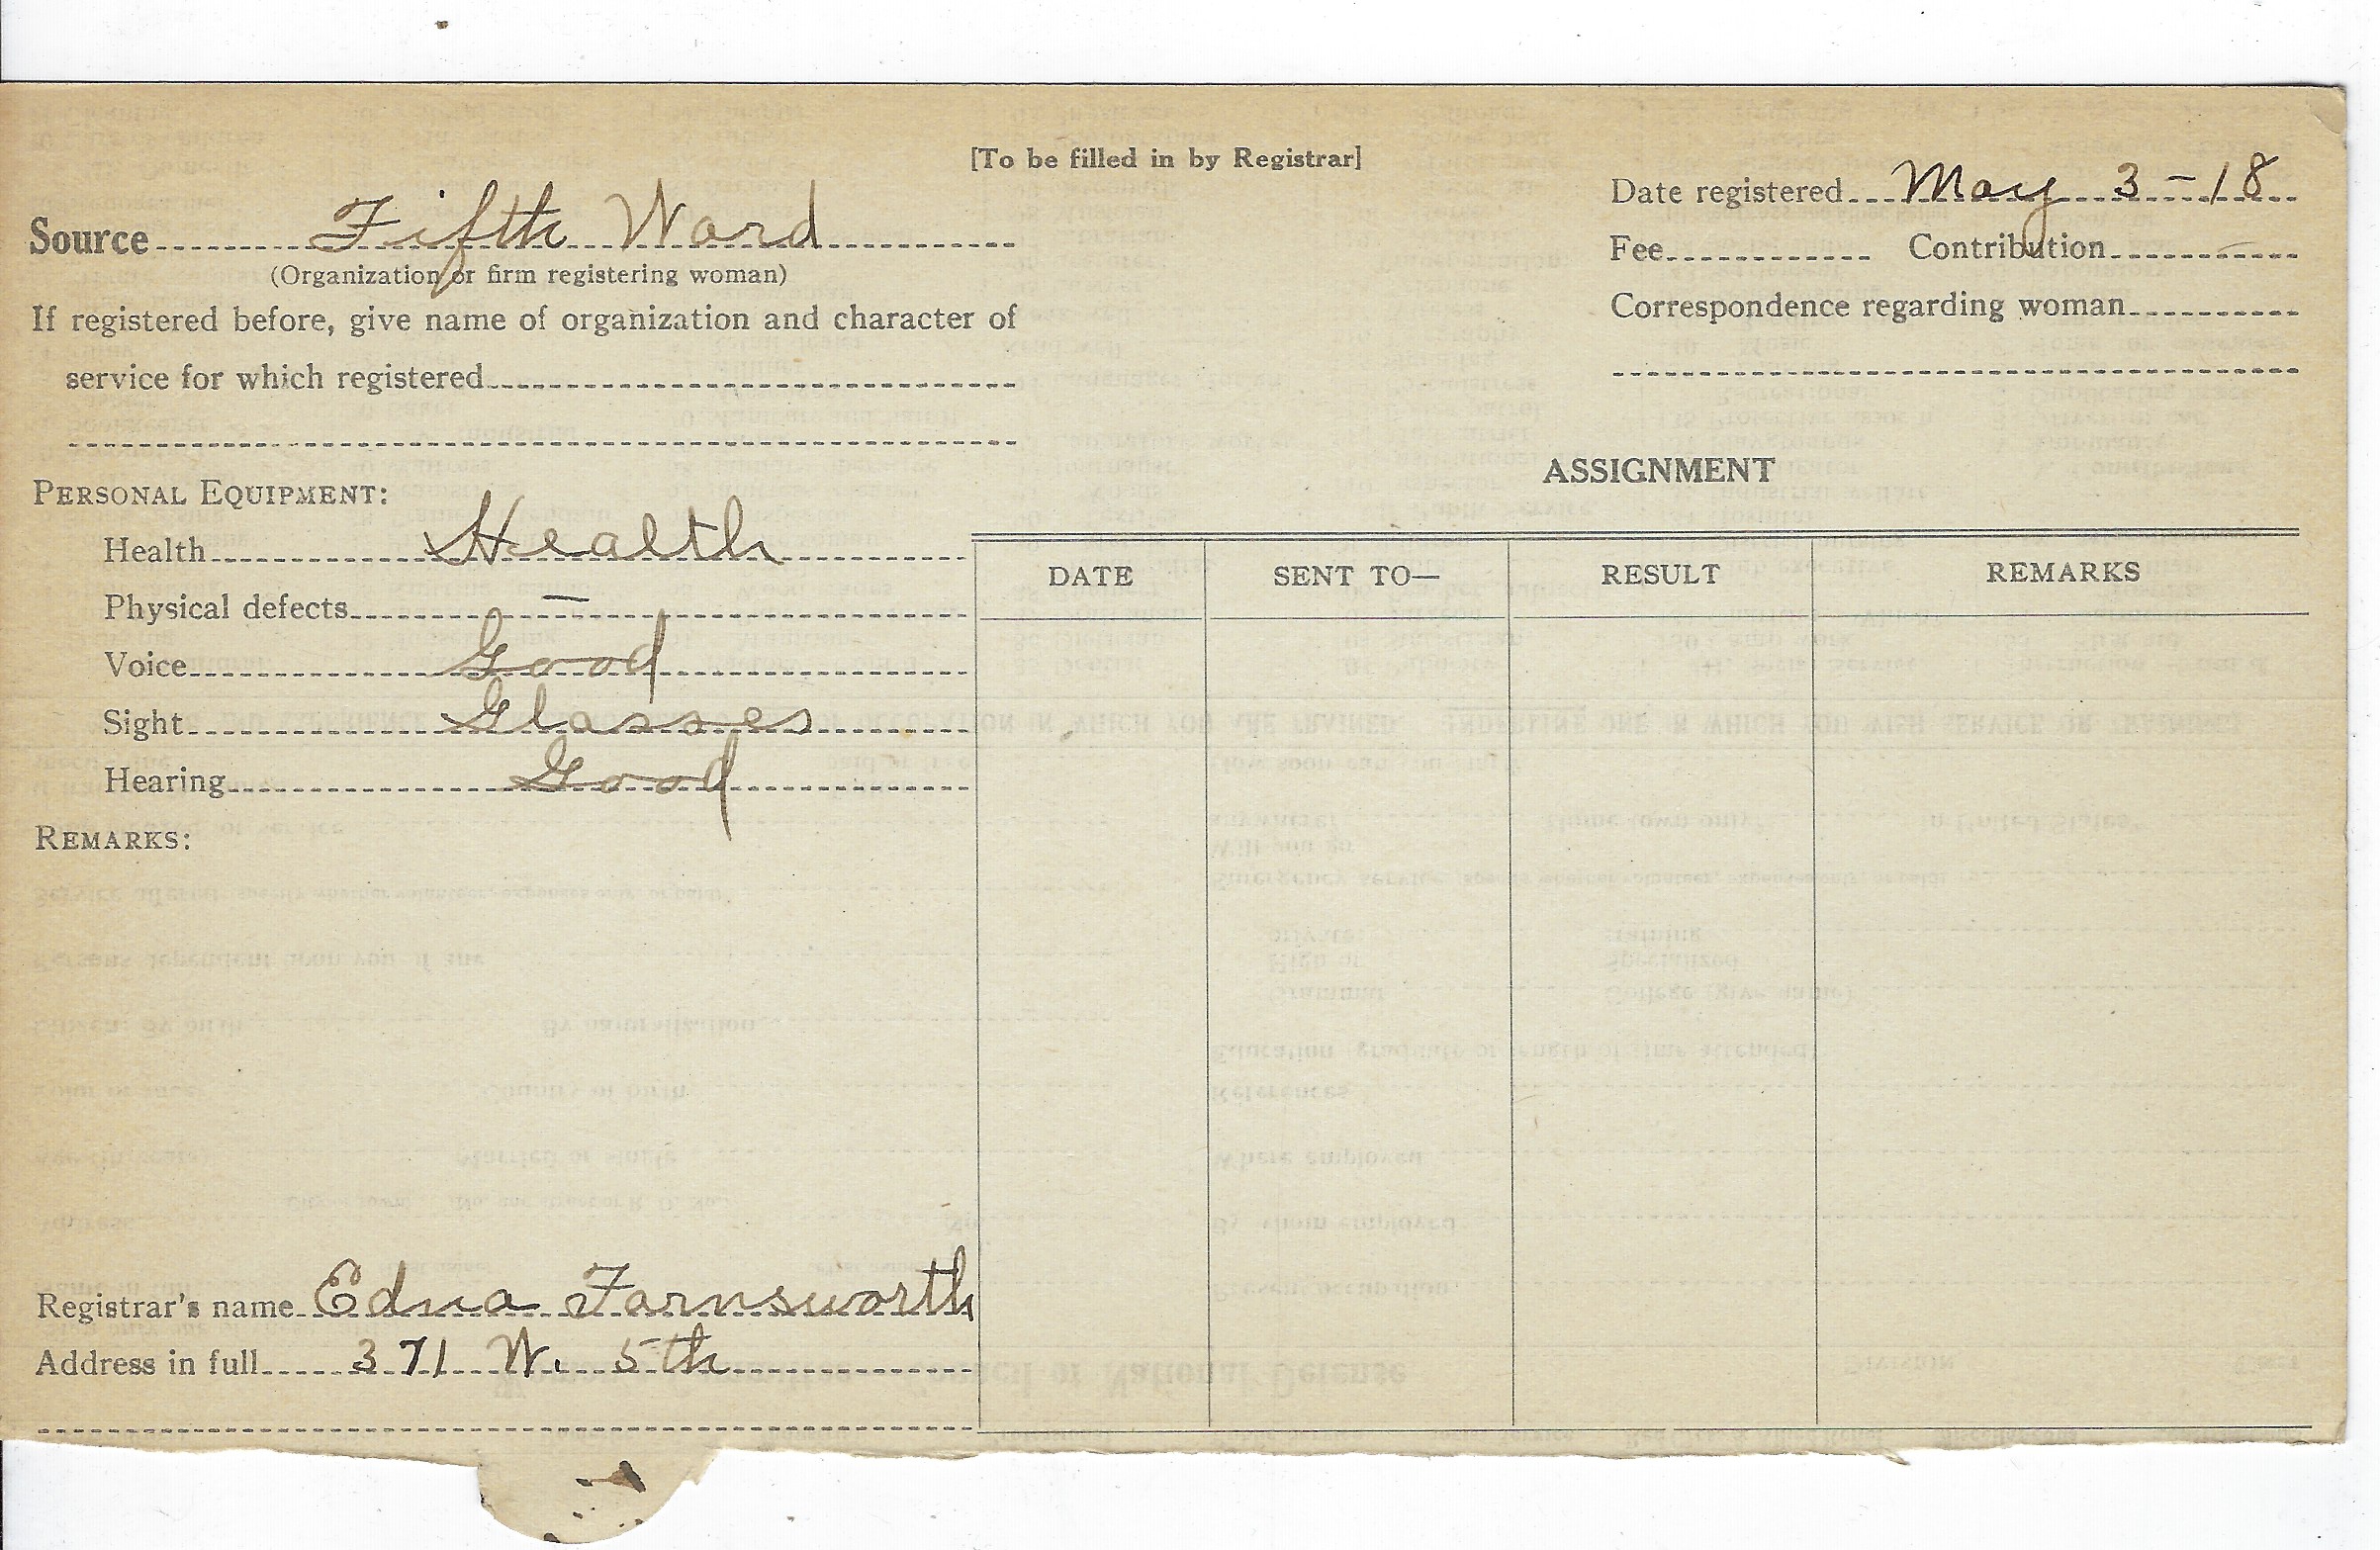 [To be filled in by Registrar]
Source Fifth Ward
(Organization or firm registering woman)
If registered before, give name of organization and character of
service for which registered
Date registered May 3-18
Fee Contribution
Correspondence regarding woman
PERSONAL EQUIPMENT:
Health Health
Physical defects —
Voice Good
Sight Glasses
Hearing Good
REMARKS:
ASSIGNMENT
DATE SENT TO— RESULT REMARKS
Registrar's name Edna Farnsworth
Address in full 371 W. 5th